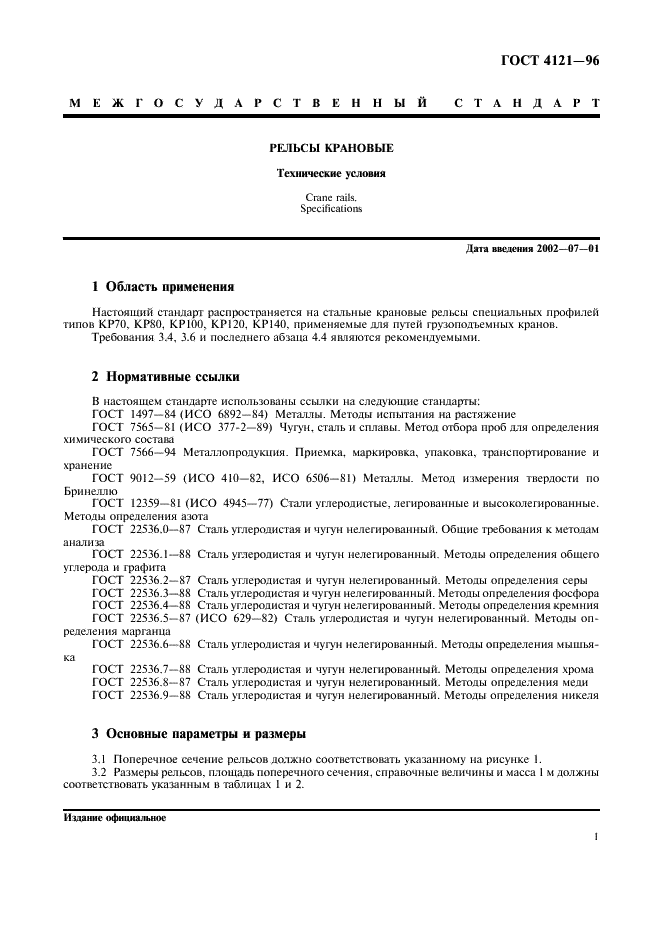 ГОСТ 4121—96
МЕЖГОСУДАРСТВЕННЫЙ СТАНДАРТ
РЕЛЬСЫ КРАНОВЫЕ
Технические условия
Crane rails.
Specifications
Дата введения 2002—07—01
1 Область применения
Настоящий стандарт распространяется на стальные крановые рельсы специальных профилей
типов КР70, КР80, КР100, КР120, КР140, применяемые для путей грузоподъемных кранов.
Требования 3.4, 3.6 и последнего абзаца 4.4 являются рекомендуемыми.
2 Нормативные ссылки
В настоящем стандарте использованы ссылки на следующие стандарты:
ГОСТ 1497—84 (ИСО 6892—84) Металлы. Методы испытания на растяжение
ГОСТ 7565—81 (ИСО 377-2—89) Чугун, сталь и сплавы. Метод отбора проб для определения
химического состава
ГОСТ 7566—94 Металлопродукция. Приемка, маркировка, упаковка, транспортирование и
хранение
ГОСТ 9012—59 (ИСО 410—82, ИСО 6506—81) Металлы. Метод измерения твердости по
Бринеллю
ГОСТ 12359—81 (ИСО 4945—77) Стали углеродистые, легированные и высоколегированные.
Методы определения азота
ГОСТ 22536.0—87 Сталь углеродистая и чугун нелегированный. Общие требования к методам
анализа
ГОСТ 22536.1—88 Сталь углеродистая и чугун нелегированный. Методы определения общего
углерода и графита
ГОСТ 22536.2—87 Сталь углеродистая и чугун нелегированный. Методы определения серы
ГОСТ 22536.3—88 Сталь углеродистая и чугун нелегированный. Методы определения фосфора
ГОСТ 22536.4—88 Сталь углеродистая и чугун нелегированный. Методы определения кремния
ГОСТ 22536.5—87 (ИСО 629—82) Сталь углеродистая и чугун нелегированный. Методы оп-
ределения марганца
ГОСТ 22536.6—88 Сталь углеродистая и чугун нелегированный. Методы определения мышья-
ка
ГОСТ 22536.7—88 Сталь углеродистая и чугун нелегированный. Методы определения хрома
ГОСТ 22536.8—87 Сталь углеродистая и чугун нелегированный. Методы определения меди
ГОСТ 22536.9—88 Сталь углеродистая и чугун нелегированный. Методы определения никеля
3 Основные параметры и размеры
3.1 Поперечное сечение рельсов должно соответствовать указанному на рисунке 1.
3.2 Размеры рельсов, площадь поперечного сечения, справочные величины и масса 1 м должны
соответствовать указанным в таблицах 1 и 2.
Издание официальное
1